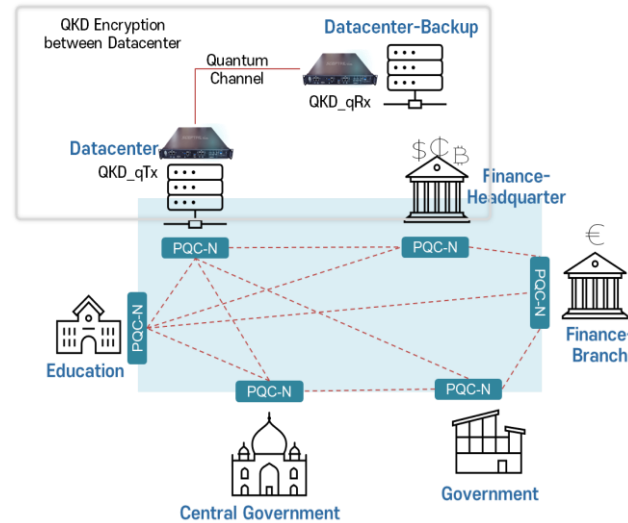 QKD Encryption
between Datacenter
Datacenter-Backup
Quantum
Channel
QKD_qRx
Datacenter
QKD_qTx
$ ₵ ₿
Finance-
Headquarter
€
PQC-N
PQC-N
PQC-N
PQC-N
Finance-
Branch
Education
PQC-N
PQC-N
Central Government
Government